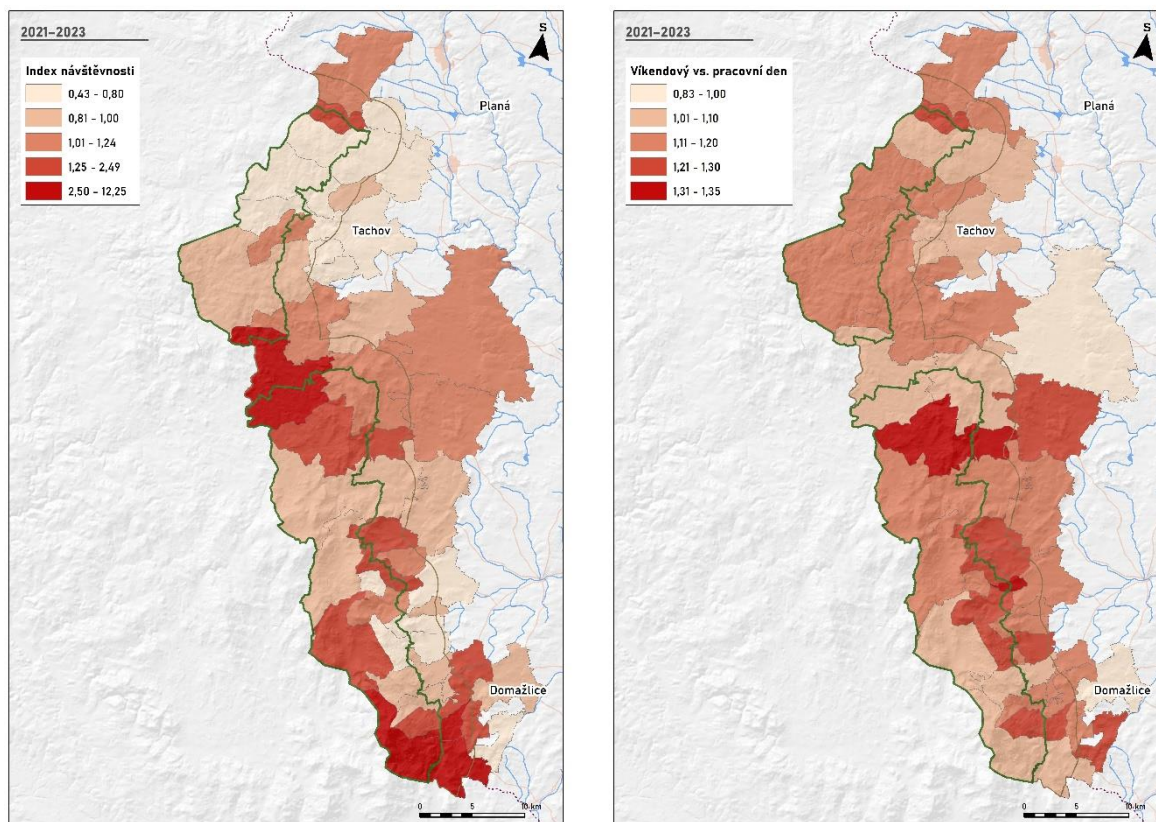 2021–2023
Index návštěvnosti
0,43 – 0,80
0,81 – 1,00
1,01 – 1,24
1,25 – 2,49
2,50 – 12,25
S
Planá
Tachov
Domažlice
0 5 10 km
2021–2023
Víkendový vs. pracovní den
0,83 – 1,00
1,01 – 1,10
1,11 – 1,20
1,21 – 1,30
1,31 – 1,35
S
Planá
Tachov
Domažlice
0 5 10 km